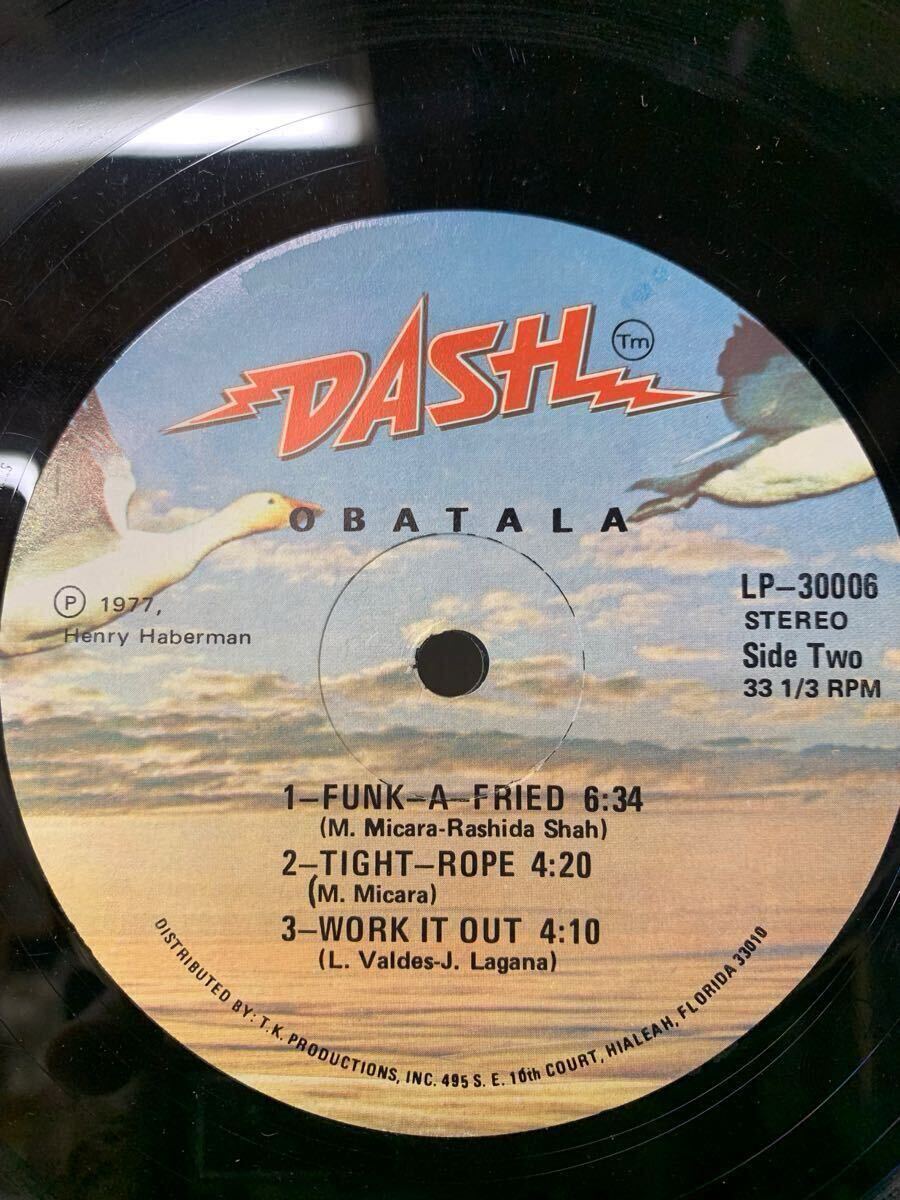 DASH Tm
OBATALA
Ⓟ 1977,
Henry Haberman
LP-30006
STEREO
Side Two
33 1/3 RPM
1-FUNK-A-FRIED 6:34
(M. Micara-Rashida Shah)
2-TIGHT-ROPE 4:20
(M. Micara)
3-WORK IT OUT 4:10
(L. Valdes-J. Lagana)
DISTRIBUTED BY: T.K. PRODUCTIONS, INC. 495 S. E. 10th COURT, HIALEAH, FLORIDA 33010